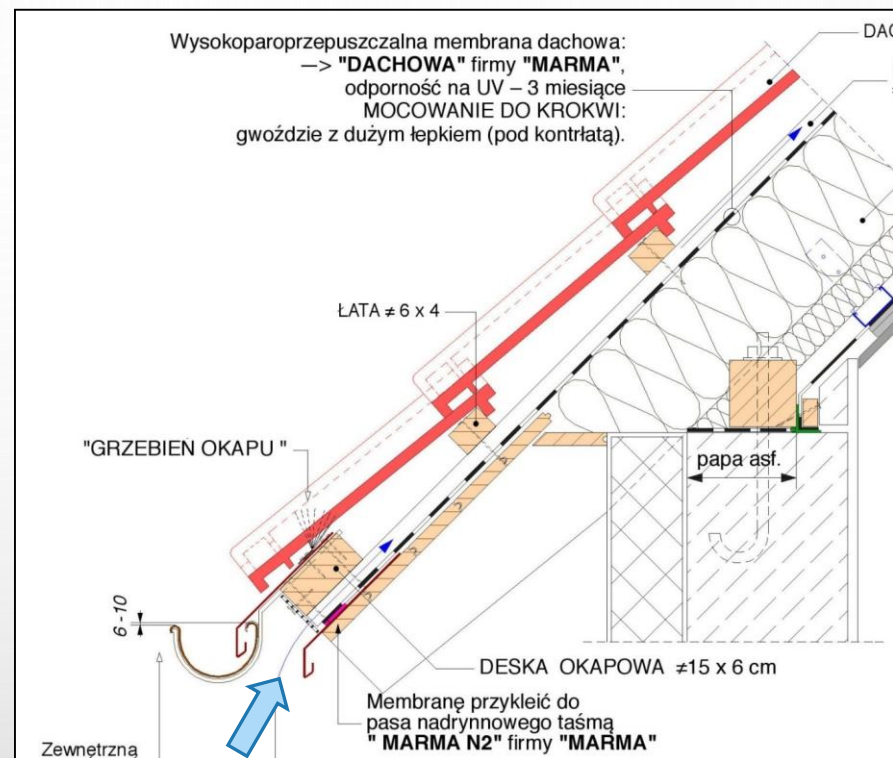 Wysokoparoprzepuszczalna membrana dachowa:
—> "DACHOWA" firmy "MARMA",
odporność na UV – 3 miesiące
MOCOWANIE DO KROKWI:
gwoździe z dużym łepkiem (pod kontrłatą).
ŁATA ≠ 6 x 4
"GRZEBIEŃ OKAPU "
papa asf.
6 -10
DESKA OKAPOWA ≠15 x 6 cm
Membranę przykleić do
pasa nadrynnowego taśmą
" MARMA N2" firmy "MARMA"
Zewnętrzną